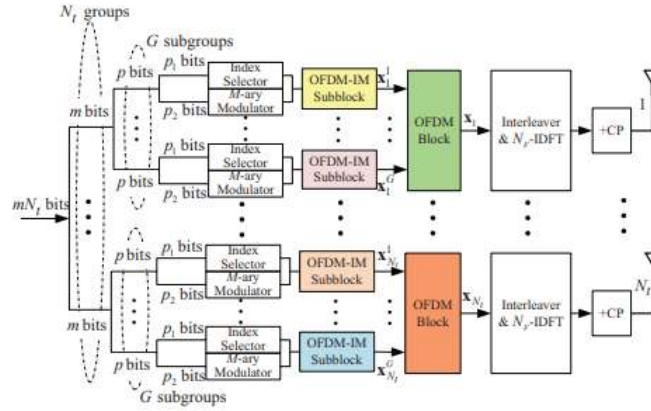 N_t groups
G subgroups
p bits
p_1 bits
Index
Selector
M-ary
Modulator
OFDM-IM
Subblock
x_1^1
m bits
p_2 bits
p_1 bits
Index
Selector
M-ary
Modulator
OFDM-IM
Subblock
x_1^G
p bits
p_2 bits
OFDM
Block
x_1
Interleaver
& N_F-IDFT
+CP
1
mN_t bits
p bits
p_1 bits
Index
Selector
M-ary
Modulator
OFDM-IM
Subblock
x_{N_t}^1
p_2 bits
m bits
p_1 bits
Index
Selector
M-ary
Modulator
OFDM-IM
Subblock
x_{N_t}^G
p bits
p_2 bits
OFDM
Block
x_{N_t}
Interleaver
& N_F-IDFT
+CP
N_t
G subgroups